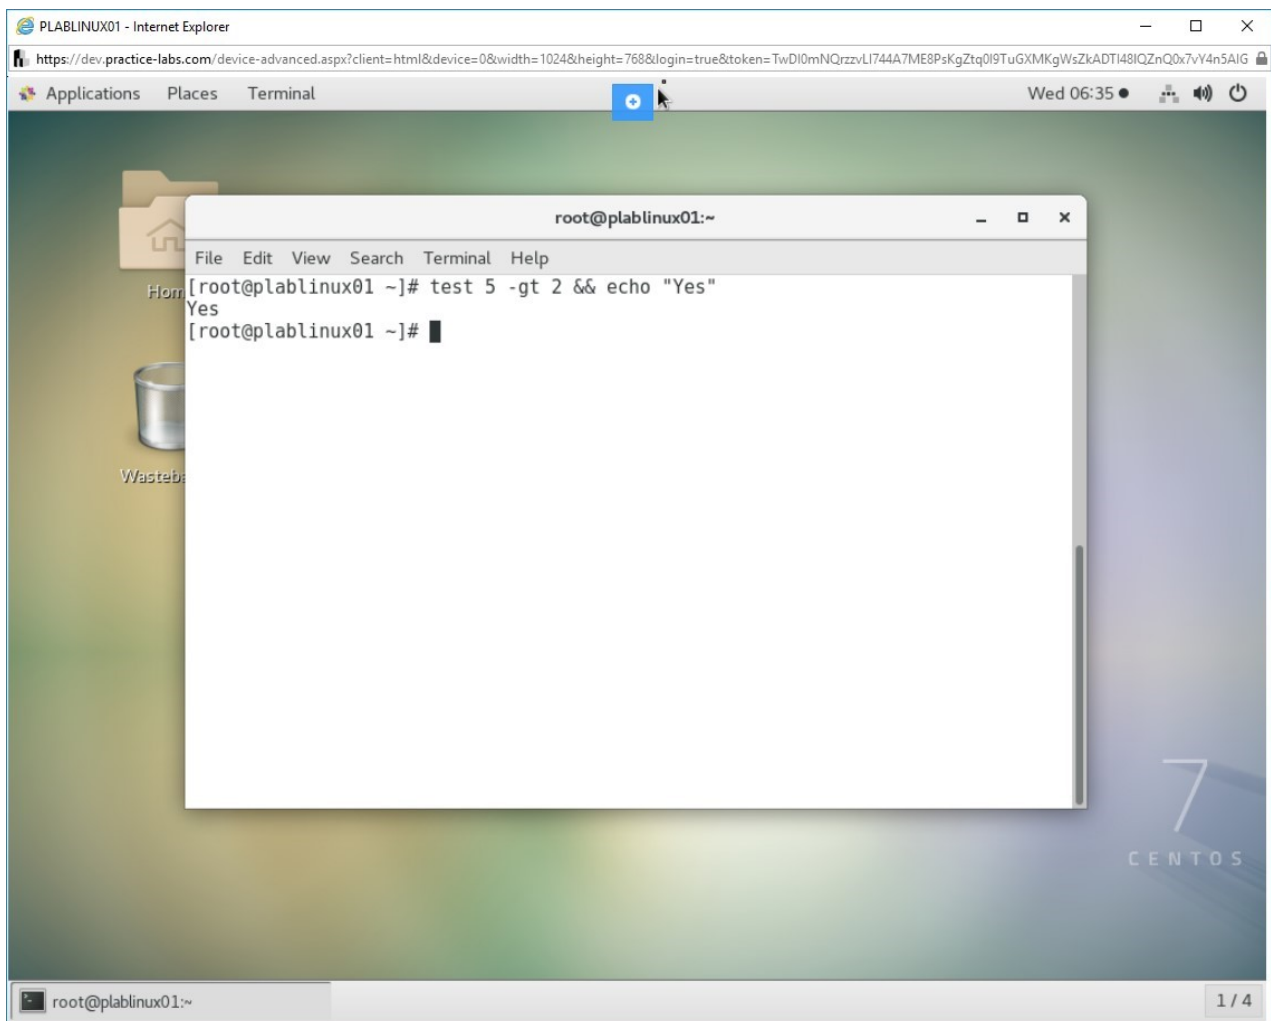 PLABLINUX01 - Internet Explorer
https://dev.practice-labs.com/device-advanced.aspx?client=html&device=0&width=1024&height=768&login=true&token=
Applications Places Terminal Wed 06:35
root@plablinux01:~
File Edit View Search Terminal Help
[root@plablinux01 ~]# test 5 -gt 2 && echo "Yes"
Yes
[root@plablinux01 ~]#
Hom
Wasteb
7
CENTOS
root@plablinux01:~
1 / 4